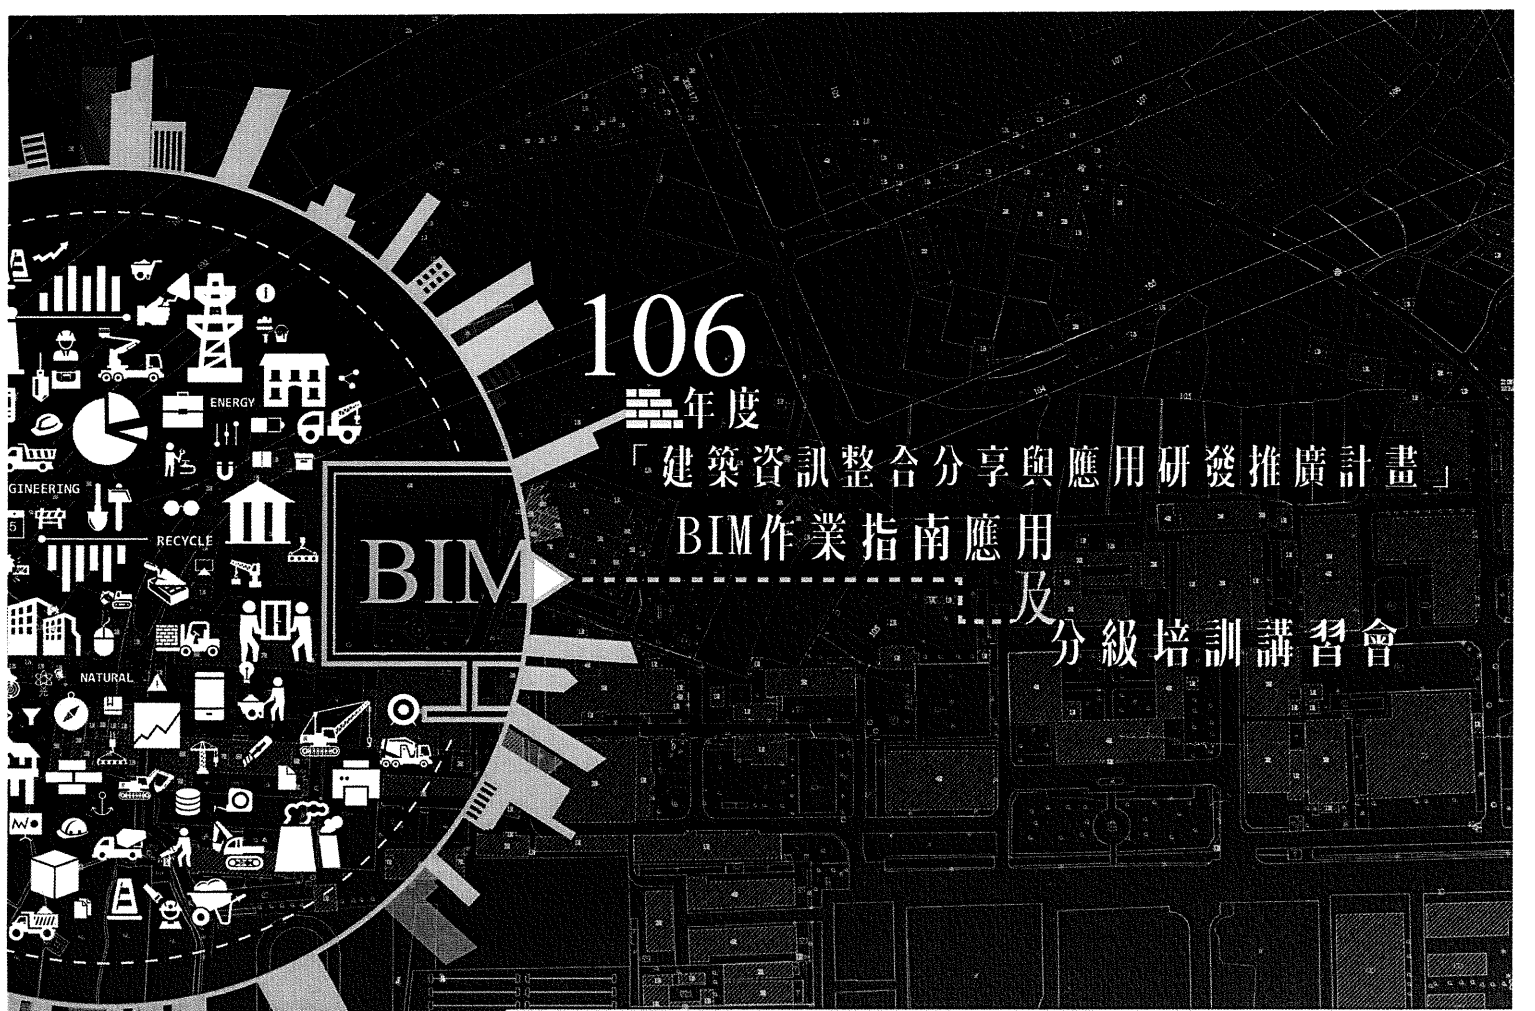 106
年度
「建築資訊整合分享與應用研發推廣計畫」
BIM作業指南應用
及
分級培訓講習會
BIM
ENERGY
GINEERING
RECYCLE
NATURAL